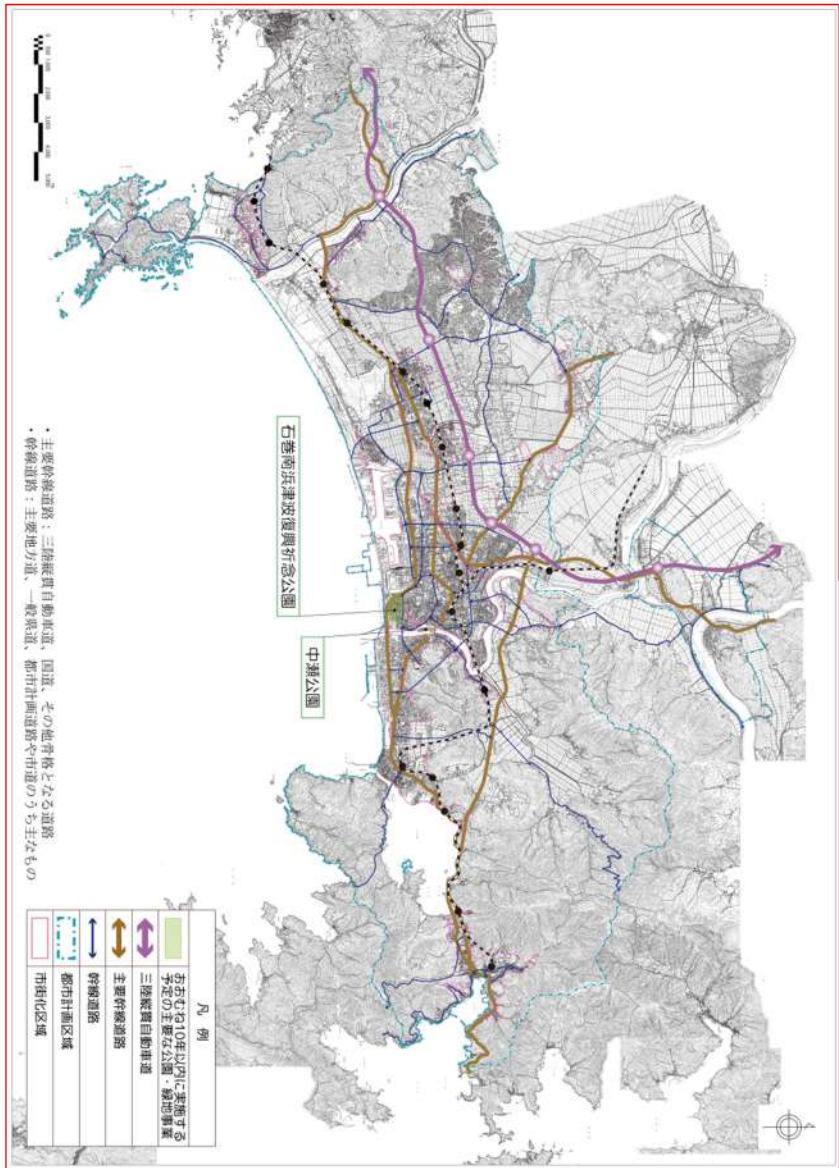 石巻南浜津波復興祈念公園
中瀬公園
・主要幹線道路：三陸縦貫自動車道、国道、その他骨格となる道路
・幹線道路：主要地方道、一般県道、都市計画道路や市道のうち主なもの
凡例
おおむね10年以内に実施する
予定の主要な公園・緑地事業
三陸縦貫自動車道
主要幹線道路
幹線道路
都市計画区域
市街化区域